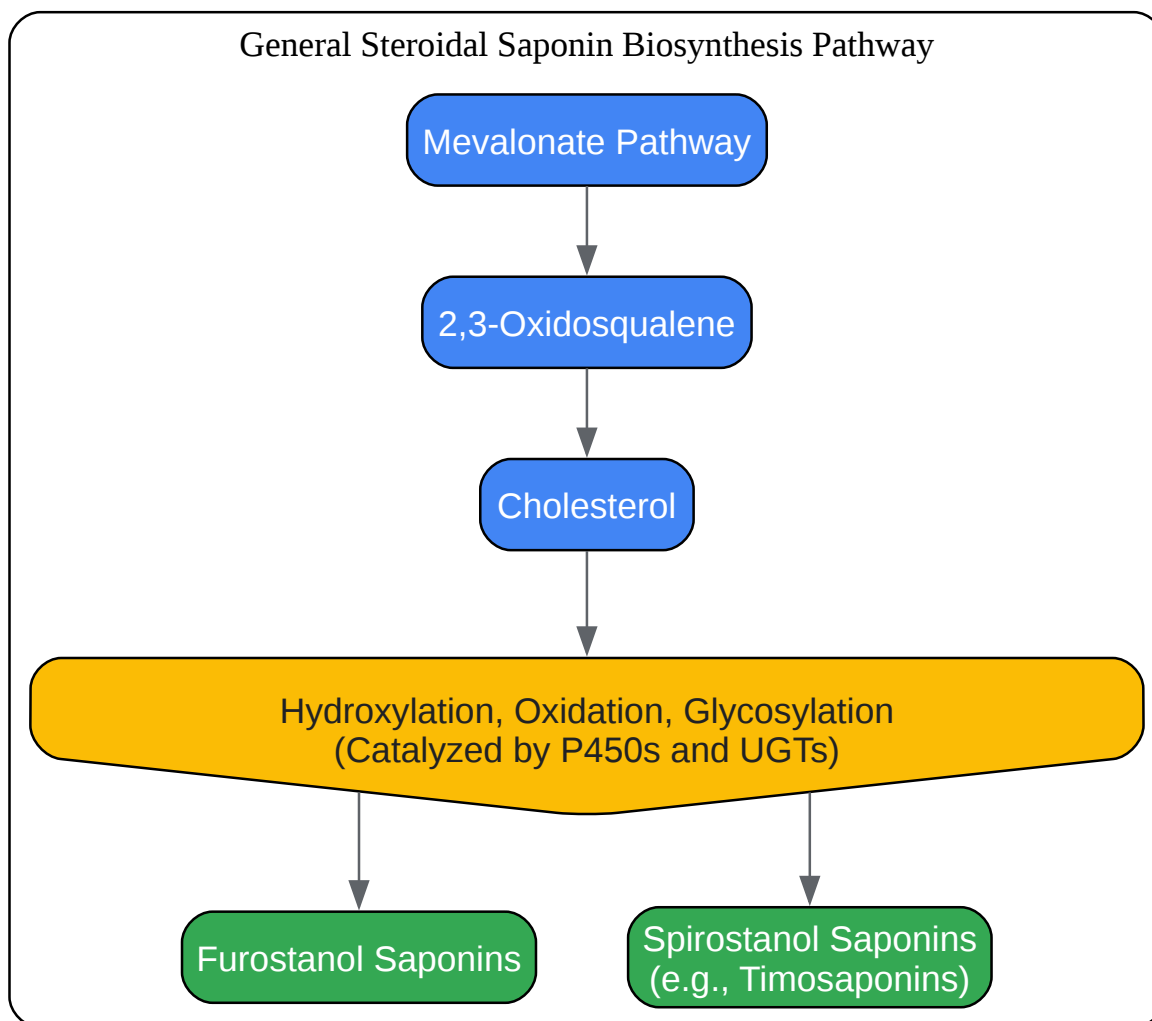 General Steroidal Saponin Biosynthesis Pathway
Mevalonate Pathway
2,3-Oxidosqualene
Cholesterol
Hydroxylation, Oxidation, Glycosylation
(Catalyzed by P450s and UGTs)
Furostanol Saponins
Spirostanol Saponins
(e.g., Timosaponins)